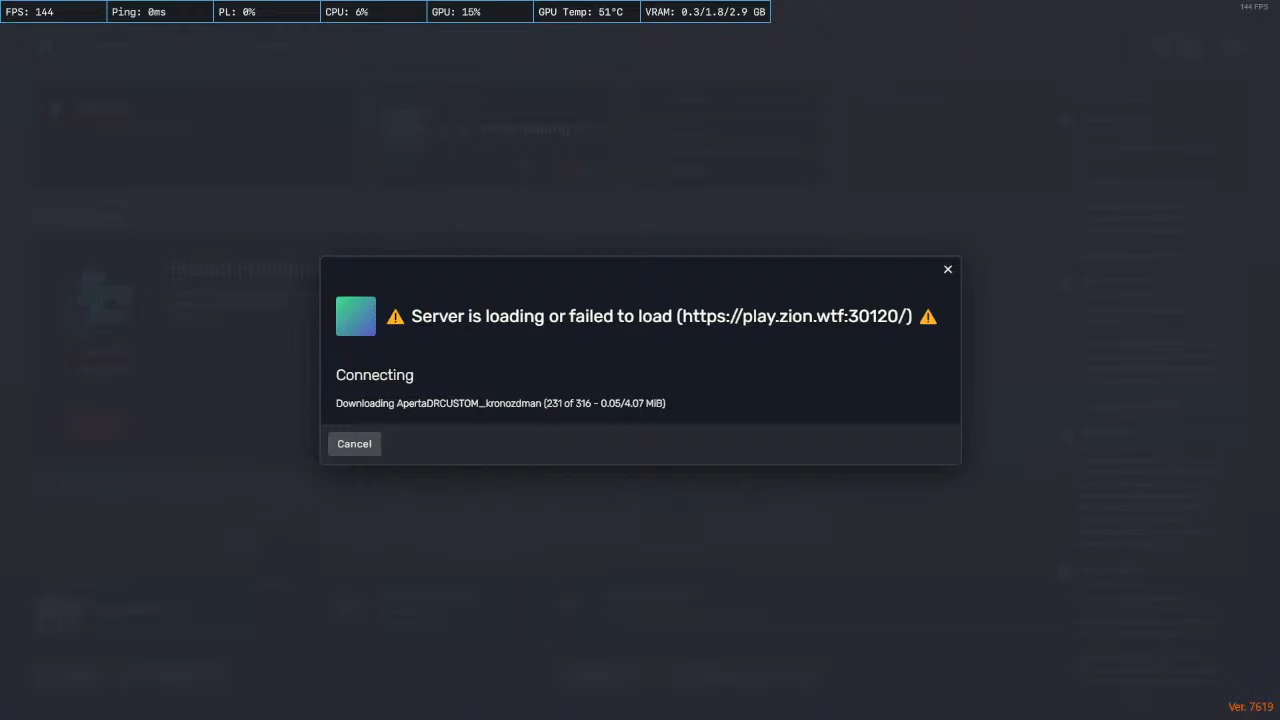 FPS: 144 Ping: 0ms PL: 0% CPU: 6% GPU: 15% GPU Temp: 51°C VRAM: 0.3/1.8/2.9 GB
144 FPS
⚠ Server is loading or failed to load (https://play.zion.wtf:30120/) ⚠
Connecting
Downloading ApertaDRCUSTOM_kronozdman (231 of 316 - 0.05/4.07 MiB)
Cancel
Ver. 7619